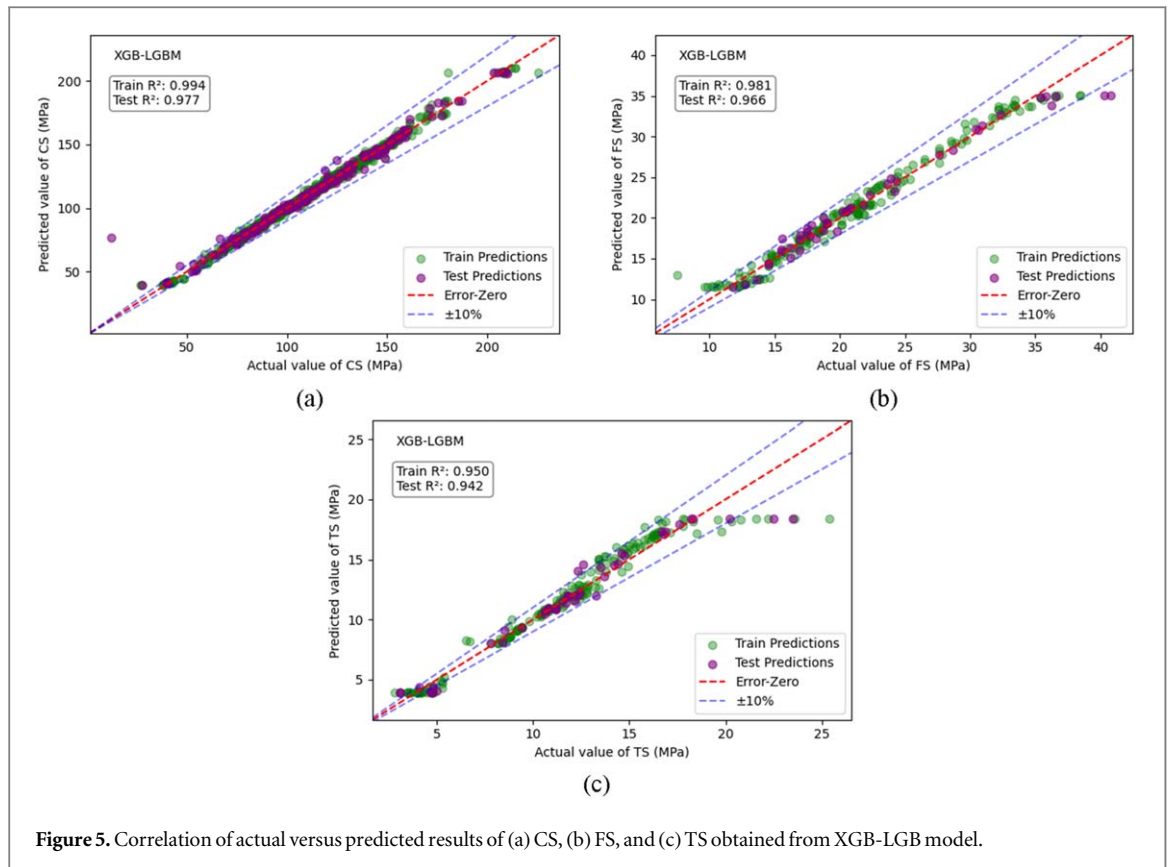 XGB-LGBM
Train R²: 0.994
Test R²: 0.977
200
150
100
50
Predicted value of CS (MPa)
Train Predictions
Test Predictions
Error-Zero
±10%
50 100 150 200
Actual value of CS (MPa)
(a)
XGB-LGBM
Train R²: 0.981
Test R²: 0.966
40
35
30
25
20
15
10
Predicted value of FS (MPa)
Train Predictions
Test Predictions
Error-Zero
±10%
10 15 20 25 30 35 40
Actual value of FS (MPa)
(b)
XGB-LGBM
Train R²: 0.950
Test R²: 0.942
25
20
15
10
5
Predicted value of TS (MPa)
Train Predictions
Test Predictions
Error-Zero
±10%
5 10 15 20 25
Actual value of TS (MPa)
(c)
Figure 5. Correlation of actual versus predicted results of (a) CS, (b) FS, and (c) TS obtained from XGB-LGB model.